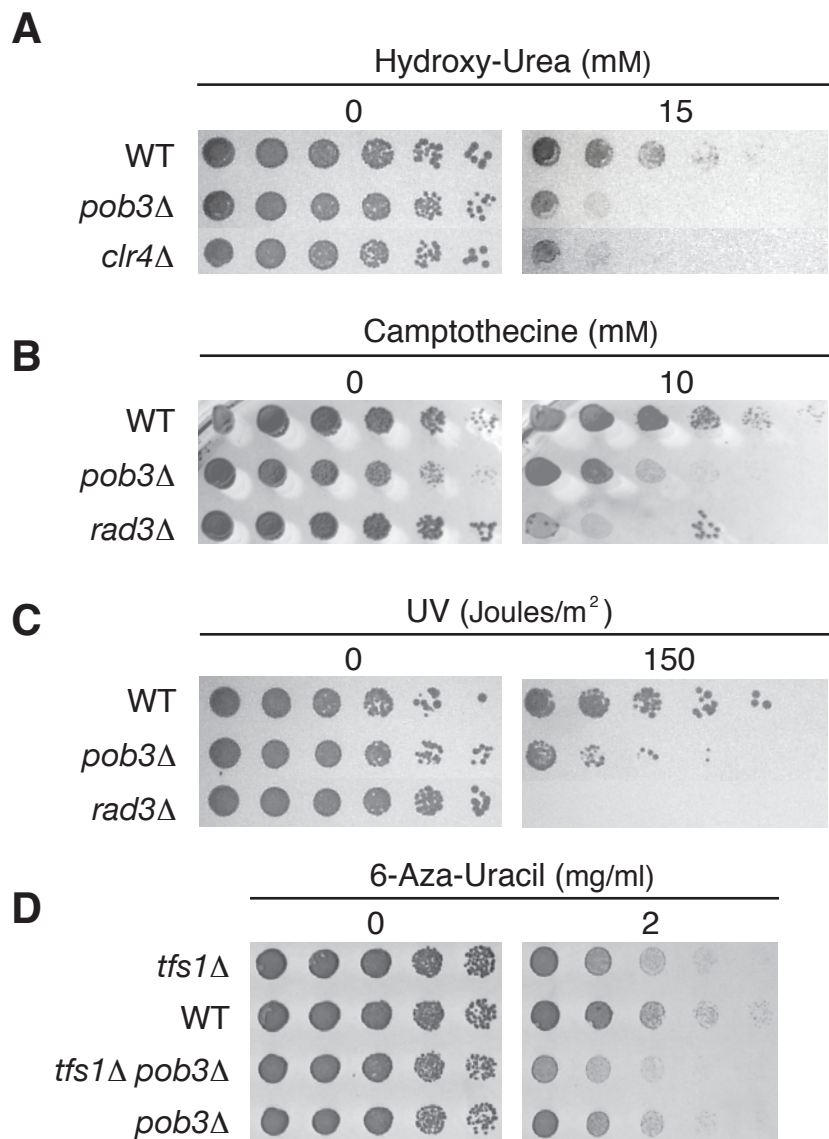 A
Hydroxy-Urea (mM)
0 15
WT
pob3Δ
clr4Δ
B
Camptothecine (mM)
0 10
WT
pob3Δ
rad3Δ
C
UV (Joules/m²)
0 150
WT
pob3Δ
rad3Δ
D
6-Aza-Uracil (mg/ml)
0 2
tfs1Δ
WT
tfs1Δ pob3Δ
pob3Δ